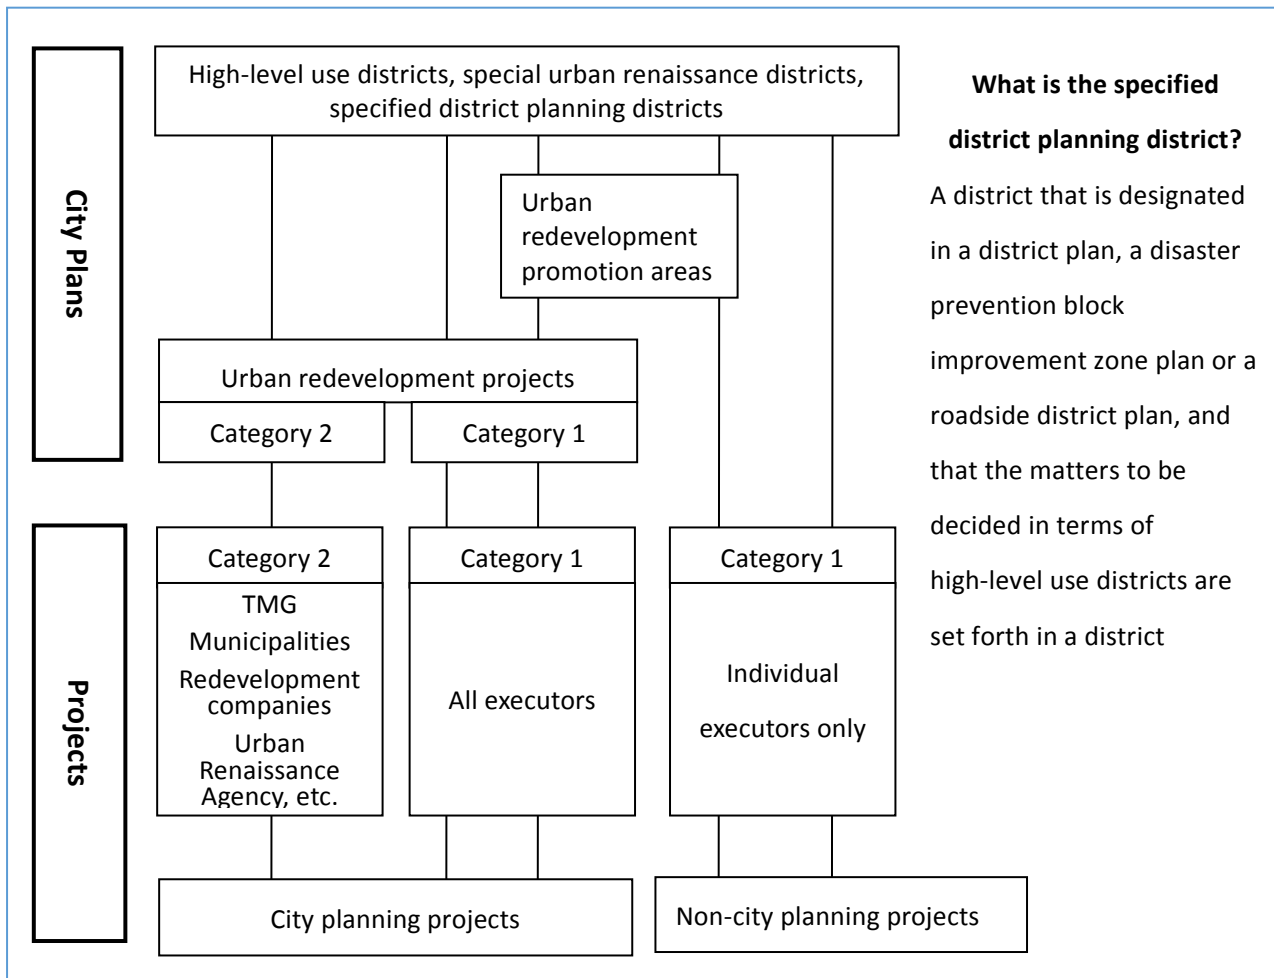 High-level use districts, special urban renaissance districts,
specified district planning districts
City Plans
Urban
redevelopment
promotion areas
Urban redevelopment projects
Category 2
Category 1
Projects
Category 2
TMG
Municipalities
Redevelopment
companies
Urban
Renaissance
Agency, etc.
Category 1
All executors
Category 1
Individual
executors only
City planning projects
Non-city planning projects
What is the specified
district planning district?
A district that is designated
in a district plan, a disaster
prevention block
improvement zone plan or a
roadside district plan, and
that the matters to be
decided in terms of
high-level use districts are
set forth in a district